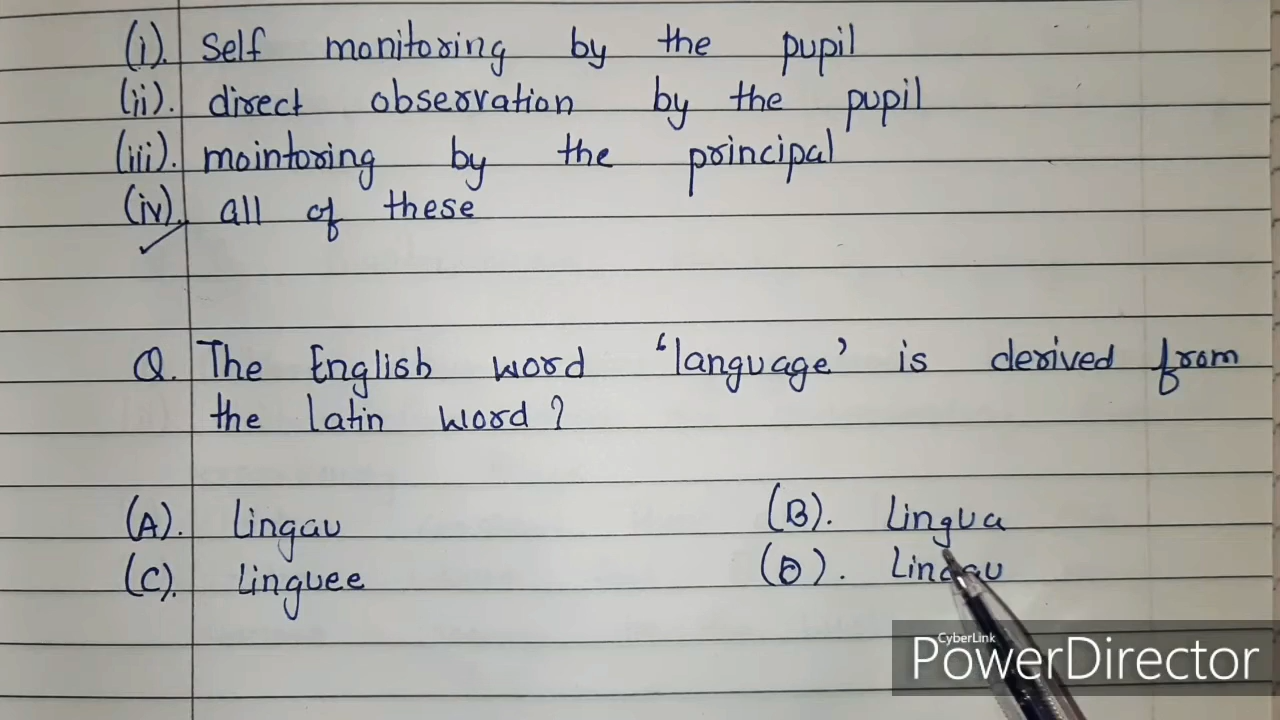 (i). Self monitoring by the pupil
(ii). direct observation by the pupil
(iii). mointoring by the principal
(iv). all of these
Q. The English word 'language' is derived from
the latin word?
(A). Lingau (B). Lingua
(C). Linguee (D).
CyberLink
PowerDirector